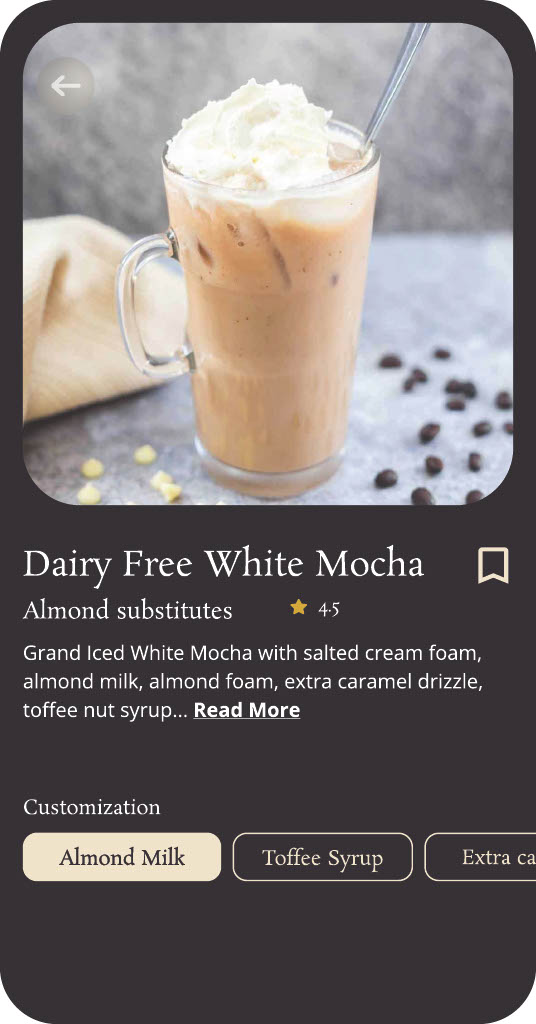 Dairy Free White Mocha
Almond substitutes 4.5
Grand Iced White Mocha with salted cream foam,
almond milk, almond foam, extra caramel drizzle,
toffee nut syrup... Read More
Customization
Almond Milk Toffee Syrup Extra ca